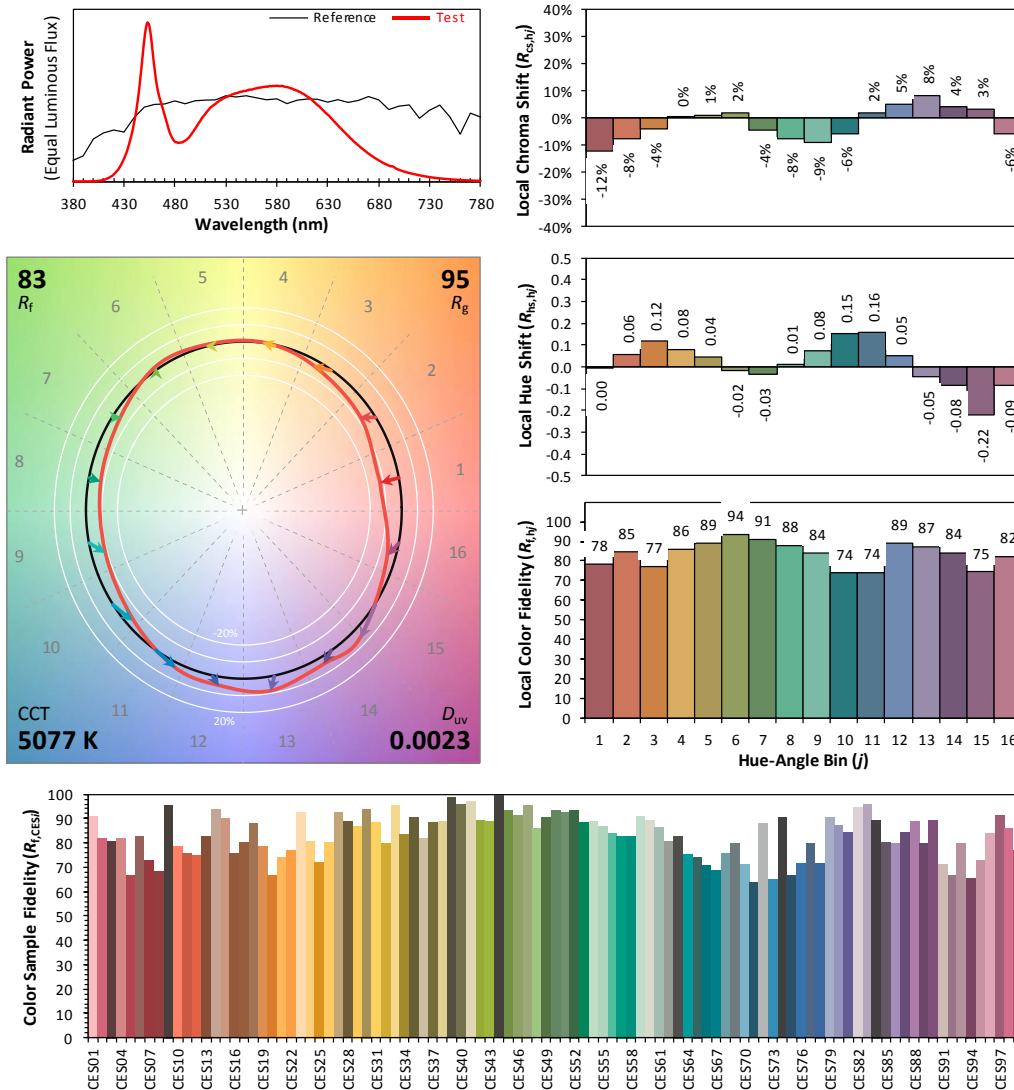 Reference Test
Radiant Power
(Equal Luminous Flux)
380 430 480 530 580 630 680 730 780
Wavelength (nm)
Local Chroma Shift (Rcs,hj)
40%
30%
20%
10%
0%
-10%
-20%
-30%
-40%
-12% -8% -4% 0% 1% 2% -4% -8% -9% -6% 2% 5% 8% 4% 3% -6%
83
Rf
95
Rg
1 2 3 4 5 6 7 8 9 10 11 12 13 14 15 16
-20%
20%
CCT
5077 K
Duv
0.0023
Local Hue Shift (Rhs,hj)
0.5
0.4
0.3
0.2
0.1
0.0
-0.1
-0.2
-0.3
-0.4
-0.5
0.00 0.06 0.12 0.08 0.04 -0.02 -0.03 0.01 0.08 0.15 0.16 0.05 -0.05 -0.08 -0.22 -0.09
Local Color Fidelity (Rf,hj)
100
90
80
70
60
50
40
30
20
10
0
78 85 77 86 89 94 91 88 84 74 74 89 87 84 75 82
1 2 3 4 5 6 7 8 9 10 11 12 13 14 15 16
Hue-Angle Bin (j)
Color Sample Fidelity (Rf,CESi)
100
90
80
70
60
50
40
30
20
10
0
CES01 CES04 CES07 CES10 CES13 CES16 CES19 CES22 CES25 CES28 CES31 CES34 CES37 CES40 CES43 CES46 CES49 CES52 CES55 CES58 CES61 CES64 CES67 CES70 CES73 CES76 CES79 CES82 CES85 CES88 CES91 CES94 CES97